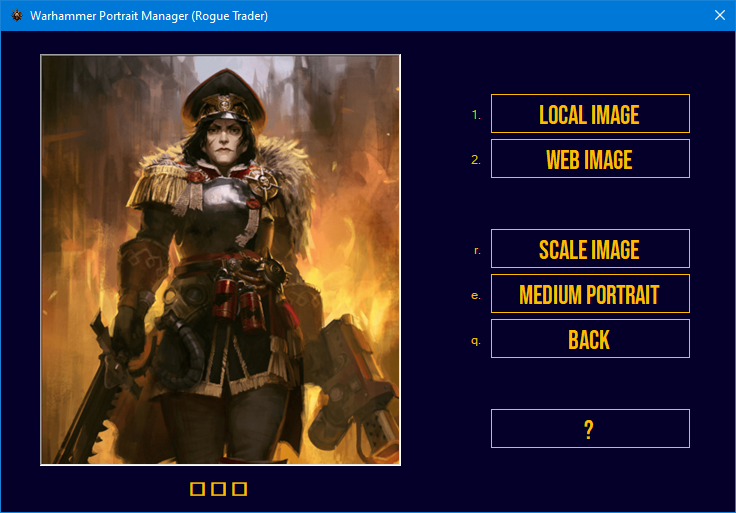 Warhammer Portrait Manager (Rogue Trader)
1. LOCAL IMAGE
2. WEB IMAGE
r. SCALE IMAGE
e. MEDIUM PORTRAIT
q. BACK
?